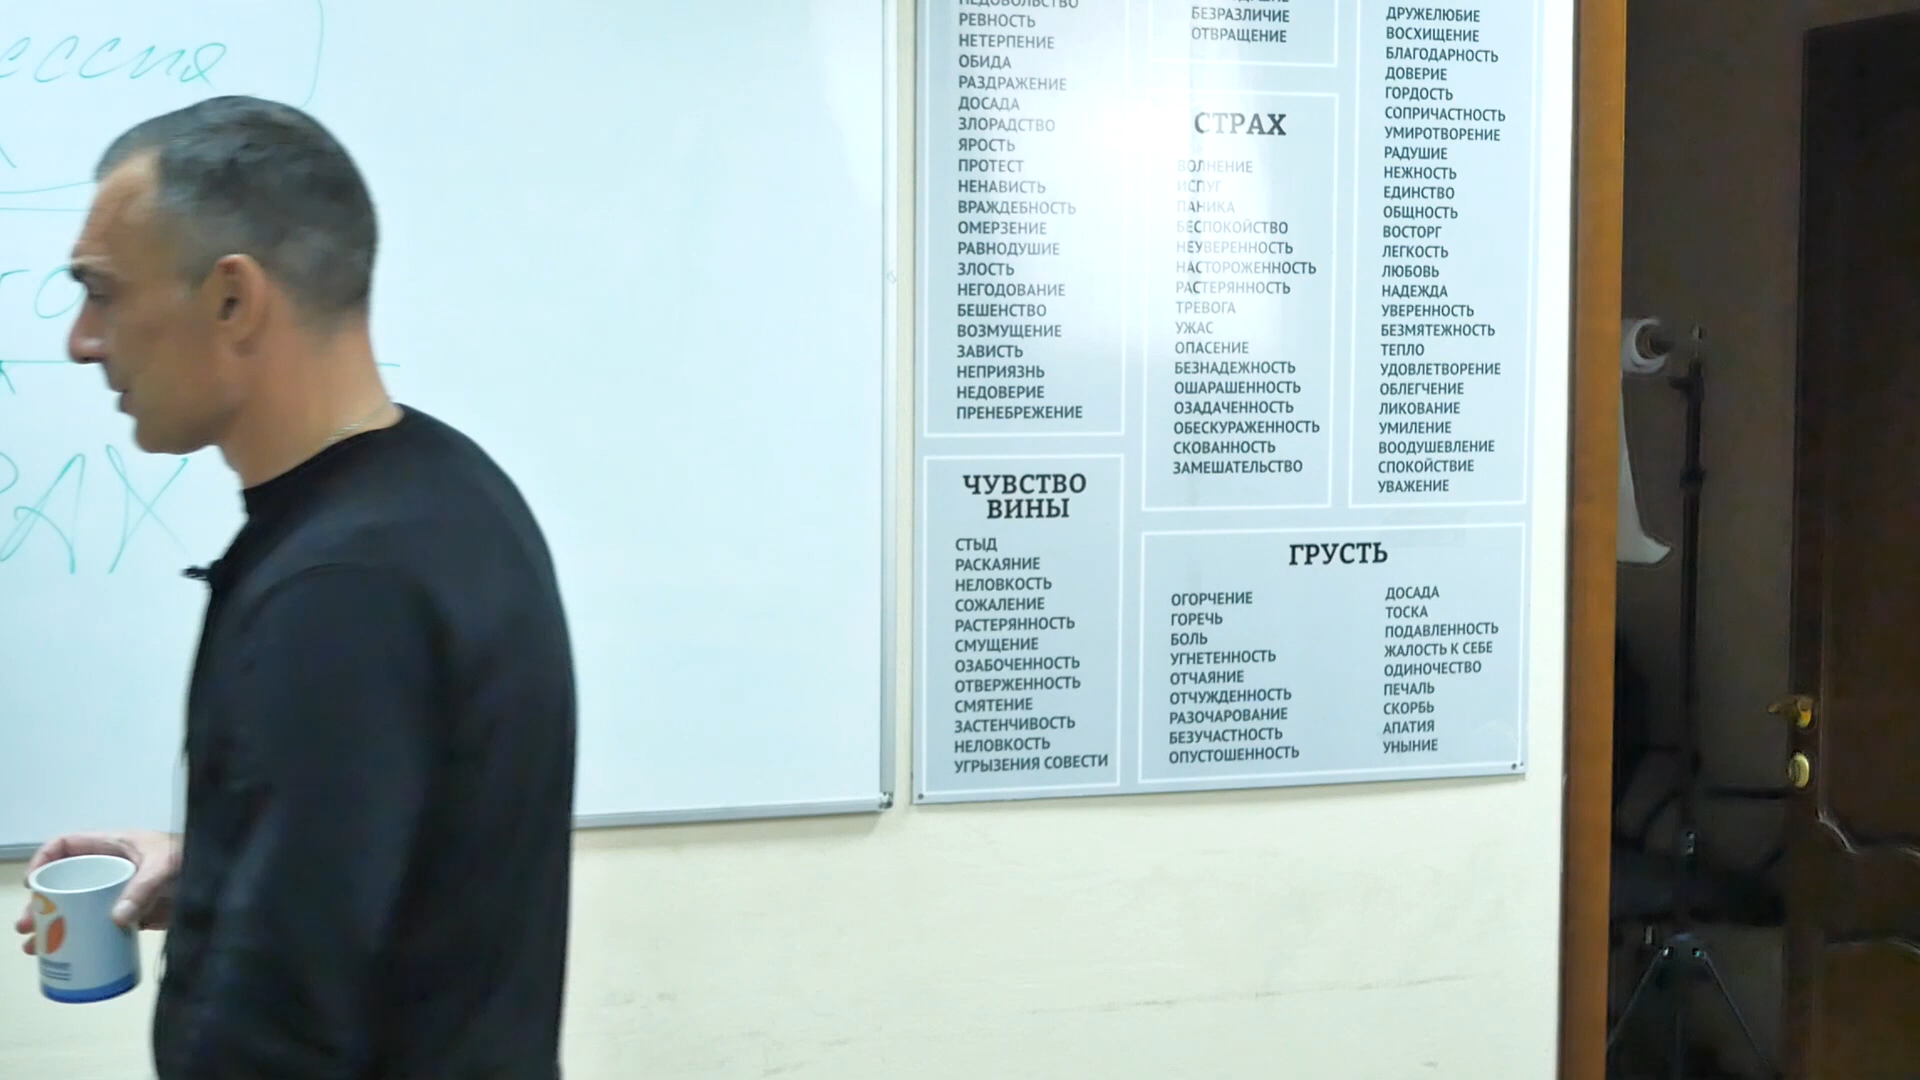 НЕДОВОЛЬСТВО
РЕВНОСТЬ
НЕТЕРПЕНИЕ
ОБИДА
РАЗДРАЖЕНИЕ
ДОСАДА
ЗЛОРАДСТВО
ЯРОСТЬ
ПРОТЕСТ
НЕНАВИСТЬ
ВРАЖДЕБНОСТЬ
ОМЕРЗЕНИЕ
РАВНОДУШИЕ
ЗЛОСТЬ
НЕГОДОВАНИЕ
БЕШЕНСТВО
ВОЗМУЩЕНИЕ
ЗАВИСТЬ
НЕПРИЯЗНЬ
НЕДОВЕРИЕ
ПРЕНЕБРЕЖЕНИЕ
ЧУВСТВО
ВИНЫ
СТЫД
РАСКАЯНИЕ
НЕЛОВКОСТЬ
СОЖАЛЕНИЕ
РАСТЕРЯННОСТЬ
СМУЩЕНИЕ
ОЗАБОЧЕННОСТЬ
ОТВЕРЖЕННОСТЬ
СМЯТЕНИЕ
ЗАСТЕНЧИВОСТЬ
НЕЛОВКОСТЬ
УГРЫЗЕНИЯ СОВЕСТИ
БЕЗРАЗЛИЧИЕ
ОТВРАЩЕНИЕ
СТРАХ
ВОЛНЕНИЕ
ИСПУГ
ПАНИКА
БЕСПОКОЙСТВО
НЕУВЕРЕННОСТЬ
НАСТОРОЖЕННОСТЬ
РАСТЕРЯННОСТЬ
ТРЕВОГА
УЖАС
ОПАСЕНИЕ
БЕЗНАДЕЖНОСТЬ
ОШАРАШЕННОСТЬ
ОЗАДАЧЕННОСТЬ
ОБЕСКУРАЖЕННОСТЬ
СКОВАННОСТЬ
ЗАМЕШАТЕЛЬСТВО
ДРУЖЕЛЮБИЕ
ВОСХИЩЕНИЕ
БЛАГОДАРНОСТЬ
ДОВЕРИЕ
ГОРДОСТЬ
СОПРИЧАСТНОСТЬ
УМИРОТВОРЕНИЕ
РАДУШИЕ
НЕЖНОСТЬ
ЕДИНСТВО
ОБЩНОСТЬ
ВОСТОРГ
ЛЕГКОСТЬ
ЛЮБОВЬ
НАДЕЖДА
УВЕРЕННОСТЬ
БЕЗМЯТЕЖНОСТЬ
ТЕПЛО
УДОВЛЕТВОРЕНИЕ
ОБЛЕГЧЕНИЕ
ЛИКОВАНИЕ
УМИЛЕНИЕ
ВООДУШЕВЛЕНИЕ
СПОКОЙСТВИЕ
УВАЖЕНИЕ
ГРУСТЬ
ОГОРЧЕНИЕ
ГОРЕЧЬ
БОЛЬ
УГНЕТЕННОСТЬ
ОТЧАЯНИЕ
ОТЧУЖДЕННОСТЬ
РАЗОЧАРОВАНИЕ
БЕЗУЧАСТНОСТЬ
ОПУСТОШЕННОСТЬ
ДОСАДА
ТОСКА
ПОДАВЛЕННОСТЬ
ЖАЛОСТЬ К СЕБЕ
ОДИНОЧЕСТВО
ПЕЧАЛЬ
СКОРБЬ
АПАТИЯ
УНЫНИЕ